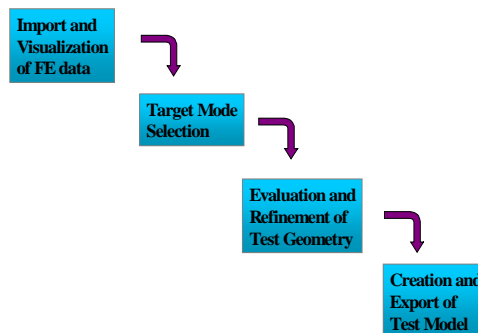 Import and
Visualization
of FE data
Target Mode
Selection
Evaluation and
Refinement of
Test Geometry
Creation and
Export of
Test Model